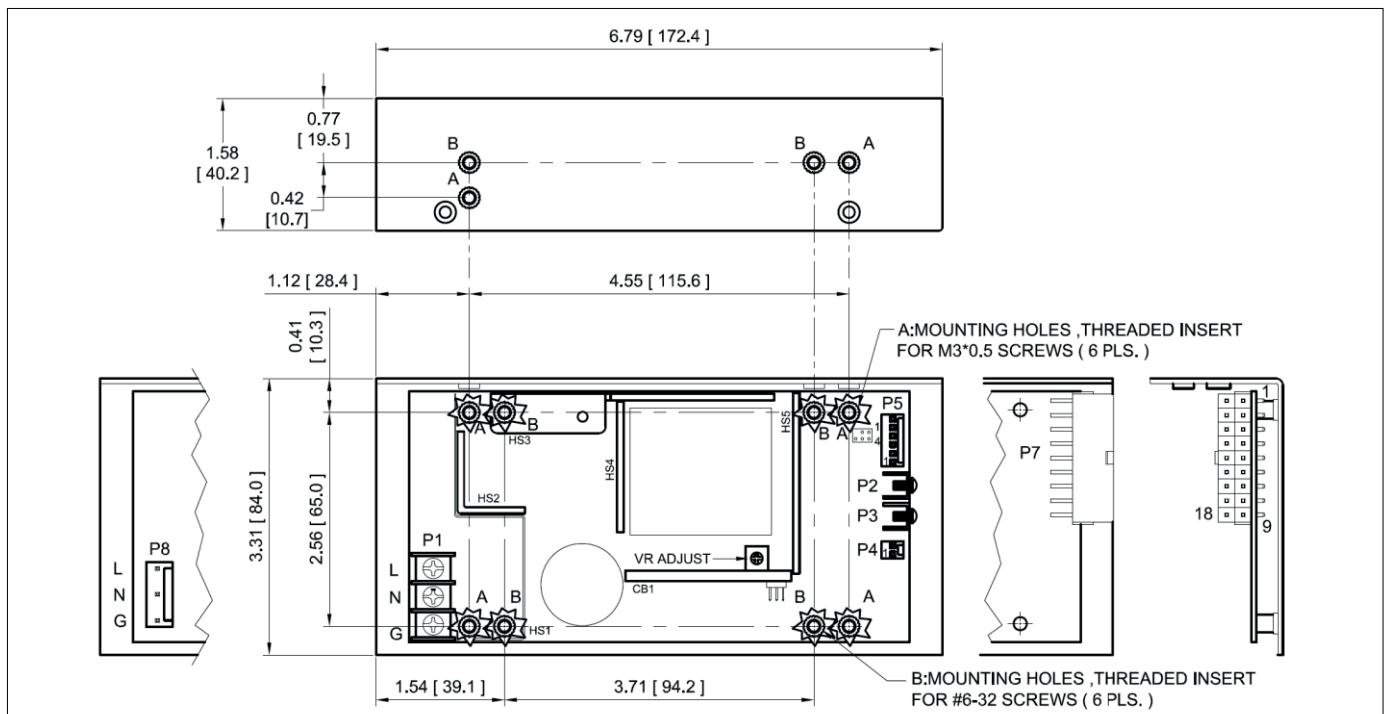 6.79 [ 172.4 ]
0.77
[ 19.5 ]
1.58
[ 40.2 ]
B
B
A
A
0.42
[10.7]
1.12 [ 28.4 ]
4.55 [ 115.6 ]
0.41
[ 10.3 ]
A:MOUNTING HOLES ,THREADED INSERT
FOR M3*0.5 SCREWS ( 6 PLS. )
3.31 [ 84.0 ]
2.56 [ 65.0 ]
A
B
HS3
HS4
HS5
B
A
P5
1
4
1
HS2
P2
P3
P4
1
P7
1
18
9
P8
L
N
G
P1
L
N
G
VR ADJUST
CB1
A
B
HS1
B
A
1.54 [ 39.1 ]
3.71 [ 94.2 ]
B:MOUNTING HOLES ,THREADED INSERT
FOR #6-32 SCREWS ( 6 PLS. )